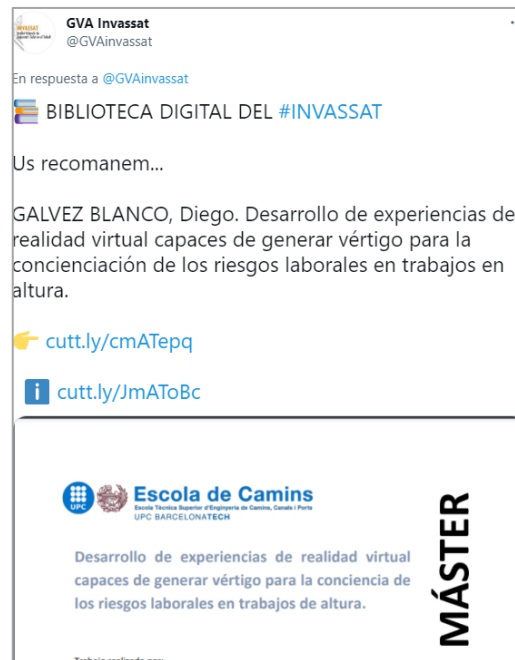 GVA Invassat
@GVAinvassat
En respuesta a @GVAinvassat
BIBLIOTECA DIGITAL DEL #INVASSAT
Us recomanem...
GALVEZ BLANCO, Diego. Desarrollo de experiencias de
realidad virtual capaces de generar vértigo para la
concienciación de los riesgos laborales en trabajos en
altura.
cutt.ly/cmATepq
cutt.ly/JmAToBc
UPC
Escola de Camins
Escola Tècnica Superior d'Enginyeria de Camins, Canals i Ports
UPC BARCELONATECH
Desarrollo de experiencias de realidad virtual
capaces de generar vértigo para la conciencia de
los riesgos laborales en trabajos de altura.
MÁSTER